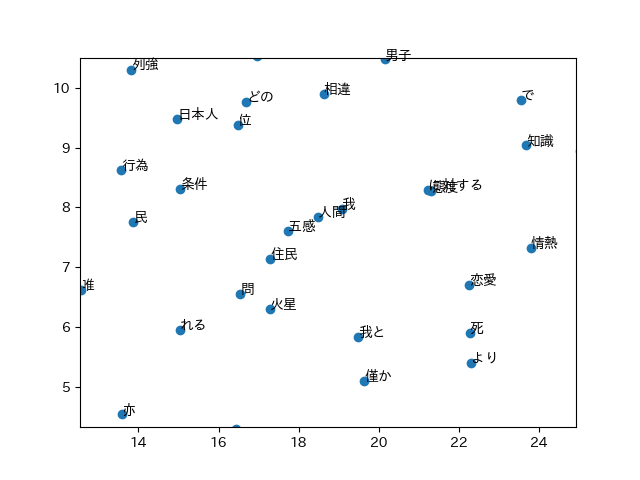 男子
列強
10
相違
どの
で
日本人
位
9
知識
行為
に対する
条件
8
我
人間
民
五感
情熱
7
住民
恋愛
6
問
火星
れる
我と
死
より
5
僅か
亦
14
16
18
20
22
24